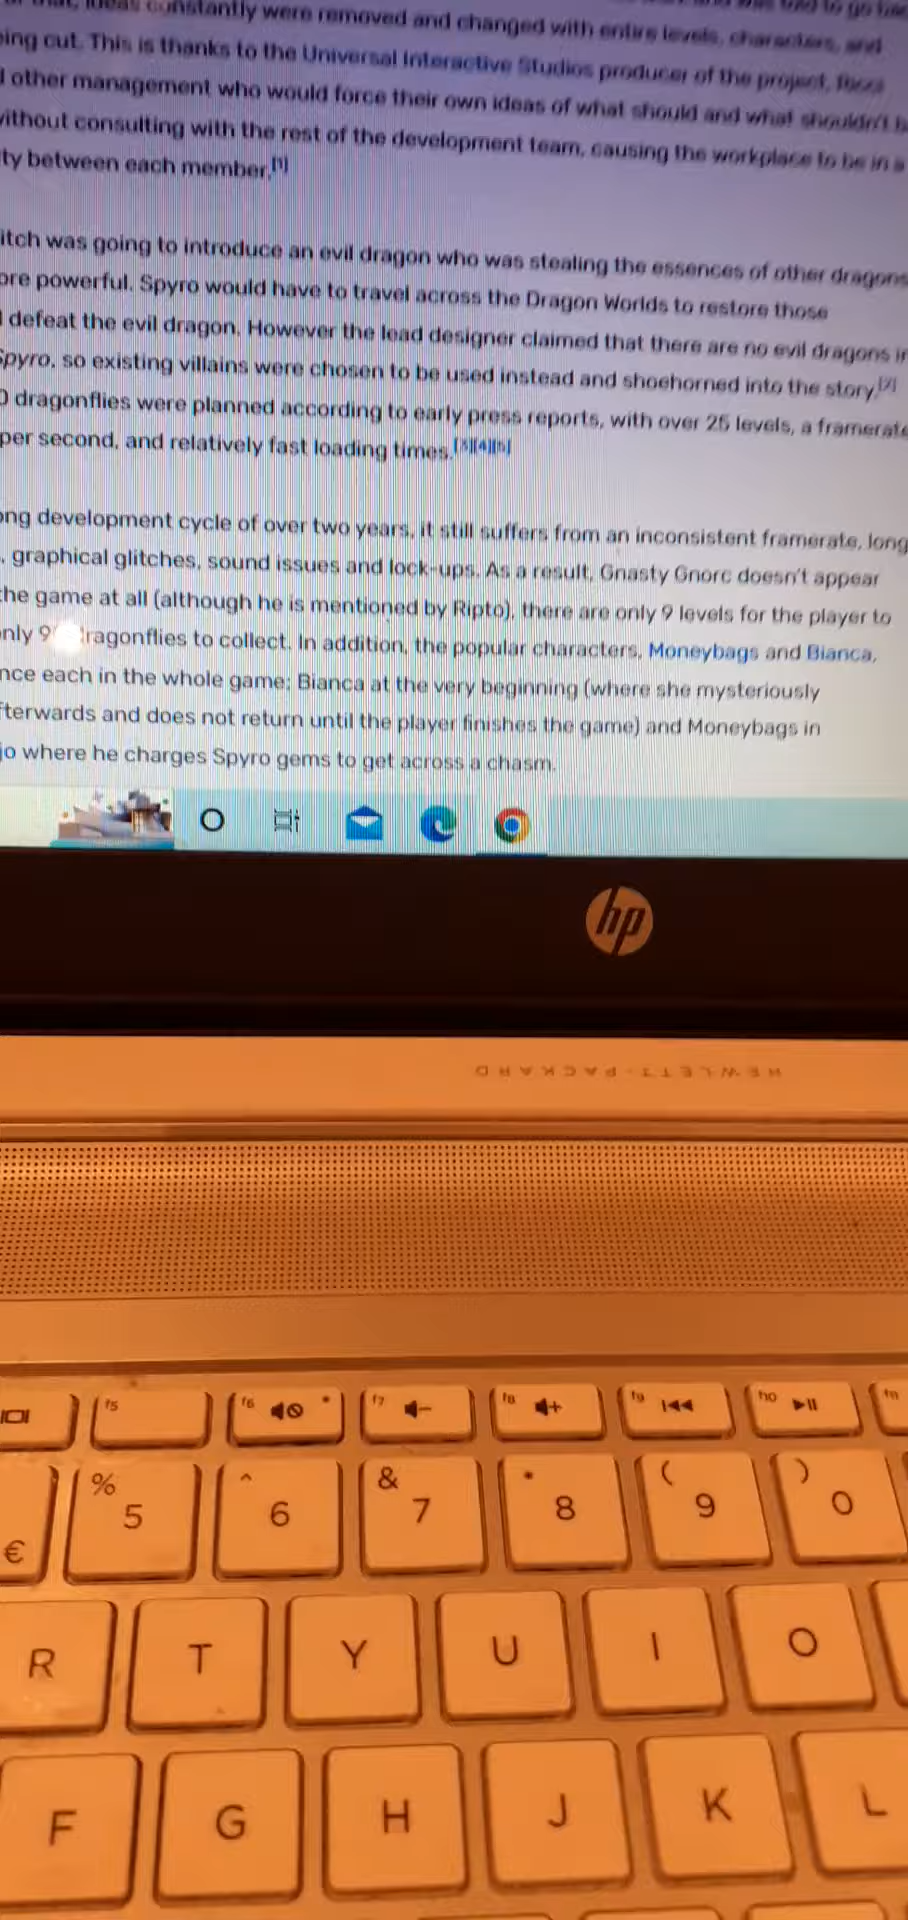 constantly were removed and changed with entire levels, characters, and
ing cut. This is thanks to the Universal Interactive Studios producer of the project,
other management who would force their own ideas of what should and what shouldn't b
without consulting with the rest of the development team, causing the workplace to be in a
ty between each member.[1]
itch was going to introduce an evil dragon who was stealing the essences of other dragons
ore powerful. Spyro would have to travel across the Dragon Worlds to restore those
defeat the evil dragon. However the lead designer claimed that there are no evil dragons in
Spyro, so existing villains were chosen to be used instead and shoehorned into the story.[2]
0 dragonflies were planned according to early press reports, with over 25 levels, a framerate
per second, and relatively fast loading times.[3][4][5]
ong development cycle of over two years, it still suffers from an inconsistent framerate, long
, graphical glitches, sound issues and lock-ups. As a result, Gnasty Gnorc doesn't appear
the game at all (although he is mentioned by Ripto), there are only 9 levels for the player to
only 9 dragonflies to collect. In addition, the popular characters, Moneybags and Bianca,
nce each in the whole game: Bianca at the very beginning (where she mysteriously
fterwards and does not return until the player finishes the game) and Moneybags in
jo where he charges Spyro gems to get across a chasm.
hp
HEWLETT-PACKARD
f5 f6 f7 f8 f9 f10 f11
% ^ & * ( )
€ 5 6 7 8 9 0
R T Y U I O
F G H J K L